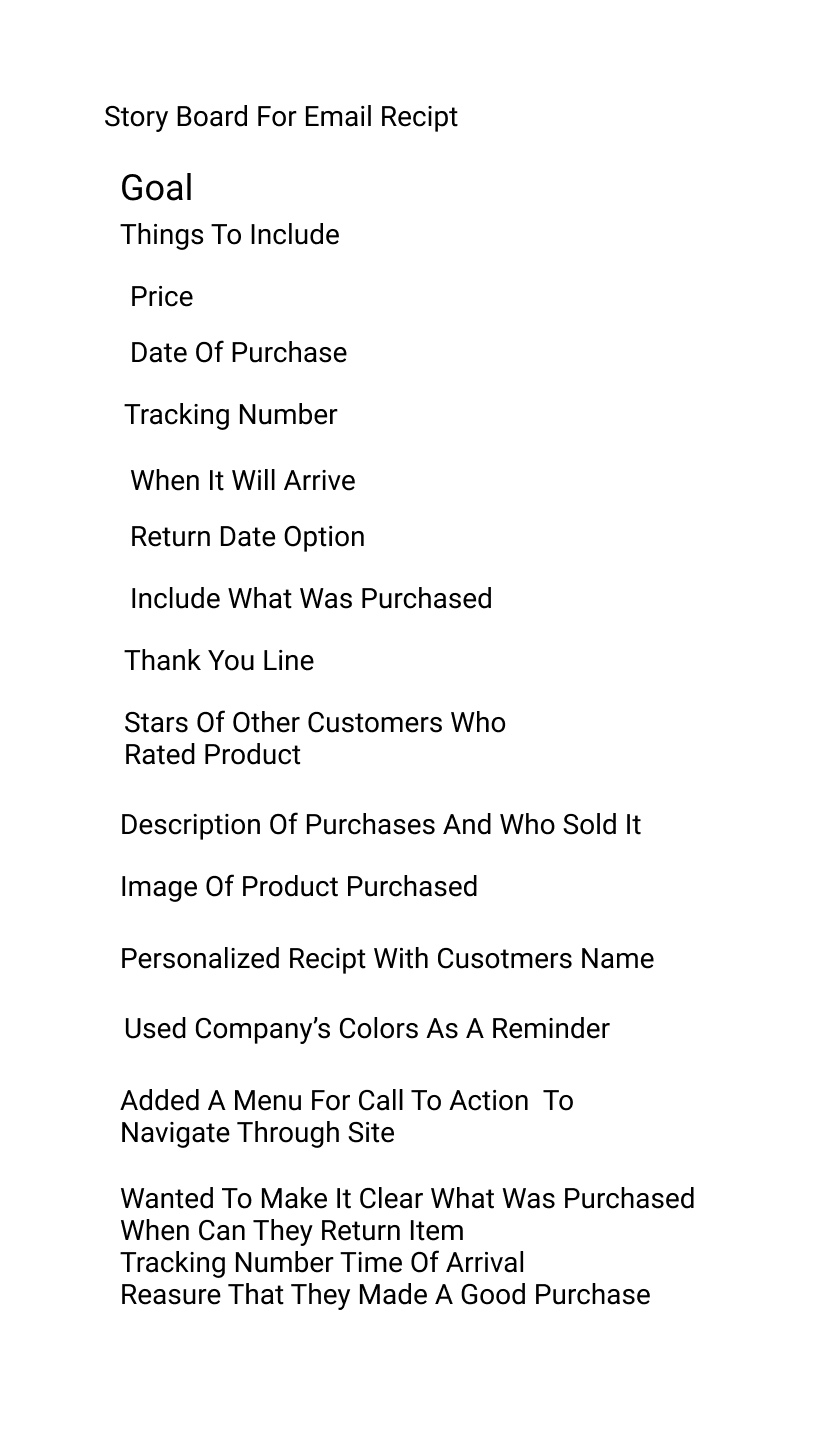 Story Board For Email Recipt
Goal
Things To Include
Price
Date Of Purchase
Tracking Number
When It Will Arrive
Return Date Option
Include What Was Purchased
Thank You Line
Stars Of Other Customers Who
Rated Product
Description Of Purchases And Who Sold It
Image Of Product Purchased
Personalized Recipt With Cusotmers Name
Used Company’s Colors As A Reminder
Added A Menu For Call To Action  To
Navigate Through Site
Wanted To Make It Clear What Was Purchased
When Can They Return Item
Tracking Number Time Of Arrival
Reasure That They Made A Good Purchase